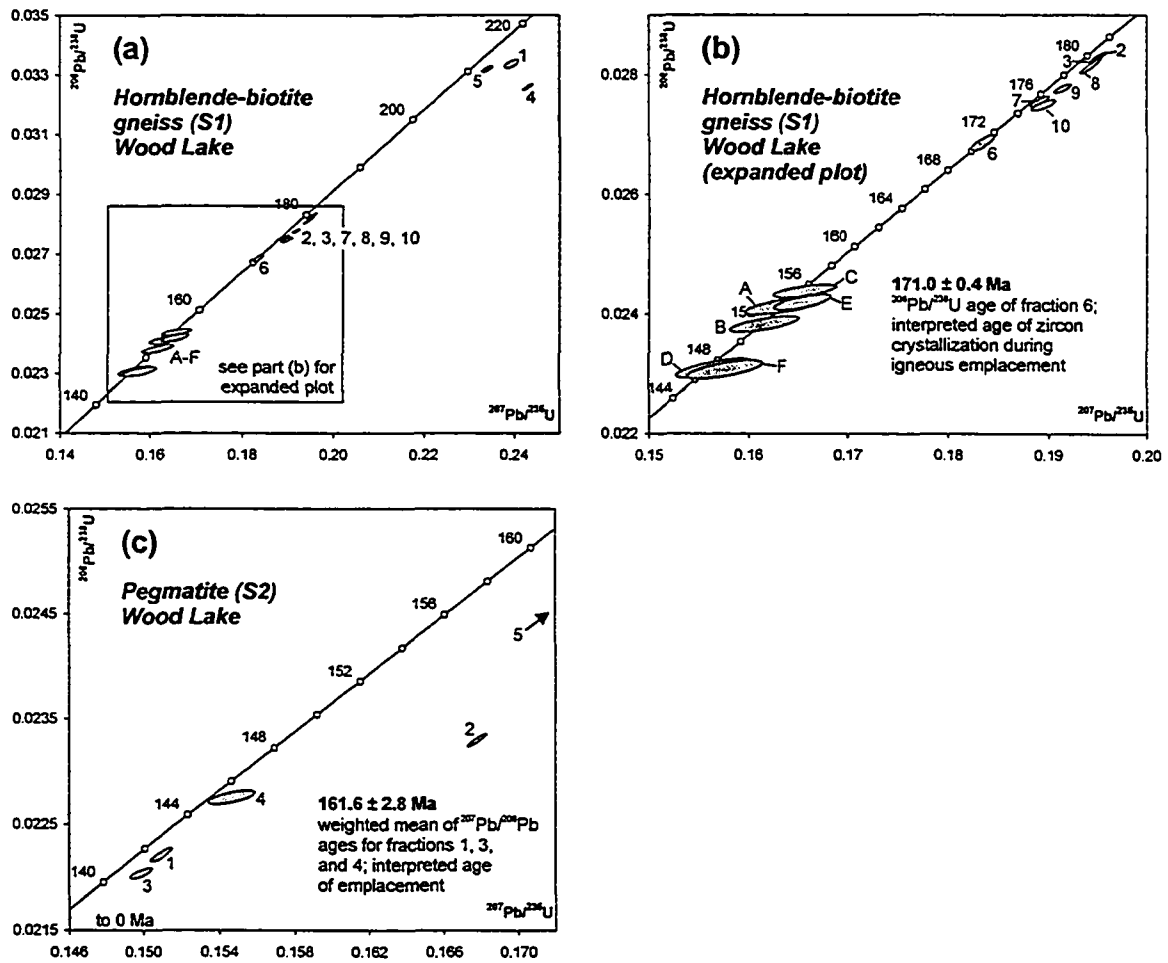 (a)
Hornblende-biotite
gneiss (S1)
Wood Lake
²⁰⁶Pb/²³⁸U
0.035
0.033
0.031
0.029
0.027
0.025
0.023
0.021
220
200
180
160
140
1
5
4
2, 3, 7, 8, 9, 10
6
A-F
see part (b) for
expanded plot
²⁰⁷Pb/²³⁵U
0.14 0.16 0.18 0.20 0.22 0.24
(b)
Hornblende-biotite
gneiss (S1)
Wood Lake
(expanded plot)
²⁰⁶Pb/²³⁸U
0.028
0.026
0.024
0.022
180
176
172
168
164
160
156
15
148
144
3
2
8
9
7
10
6
A
C
E
B
D
F
171.0 ± 0.4 Ma
²⁰⁶Pb/²³⁸U age of fraction 6;
interpreted age of zircon
crystallization during
igneous emplacement
²⁰⁷Pb/²³⁵U
0.15 0.16 0.17 0.18 0.19 0.20
(c)
Pegmatite (S2)
Wood Lake
²⁰⁶Pb/²³⁸U
0.0255
0.0245
0.0235
0.0225
0.0215
160
156
152
148
144
140
5
2
4
1
3
161.6 ± 2.8 Ma
weighted mean of ²⁰⁷Pb/²⁰⁶Pb
ages for fractions 1, 3,
and 4; interpreted age
of emplacement
to 0 Ma
²⁰⁷Pb/²³⁵U
0.146 0.150 0.154 0.158 0.162 0.166 0.170